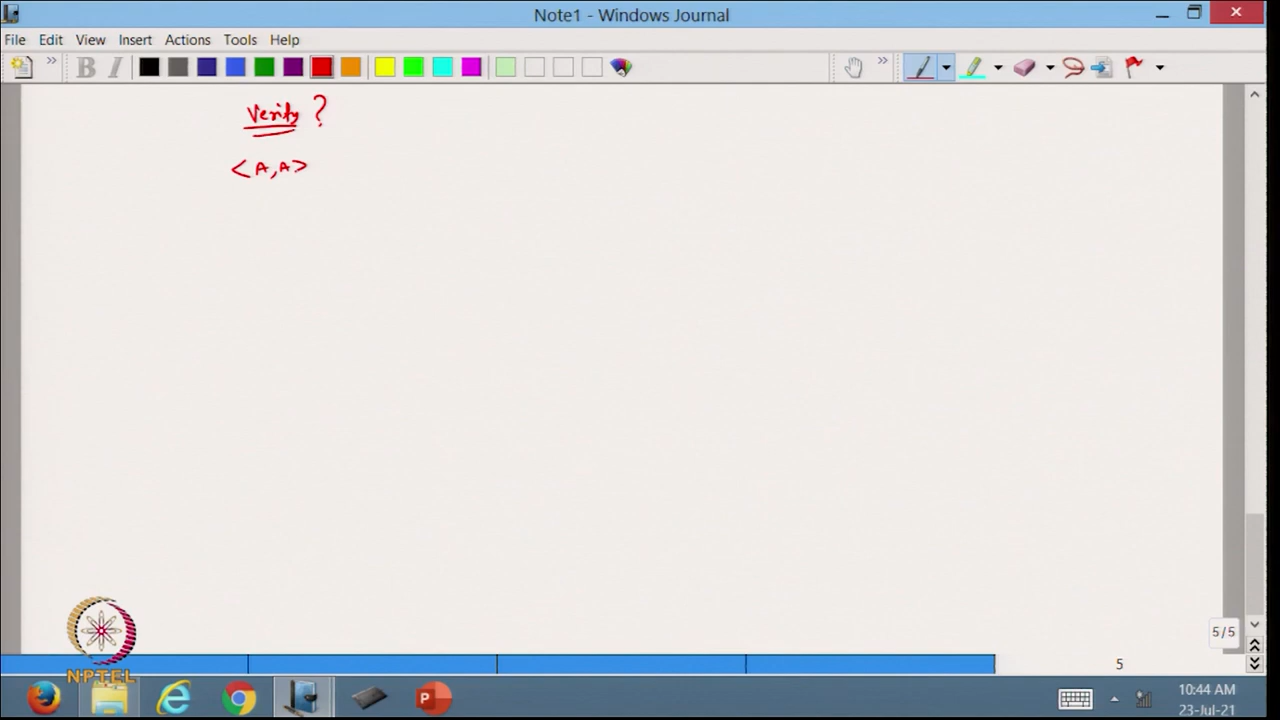 Note1 - Windows Journal
File Edit View Insert Actions Tools Help
B I
Verify ?
<A,A>
5/5
5
NPTEL
10:44 AM
23-Jul-21